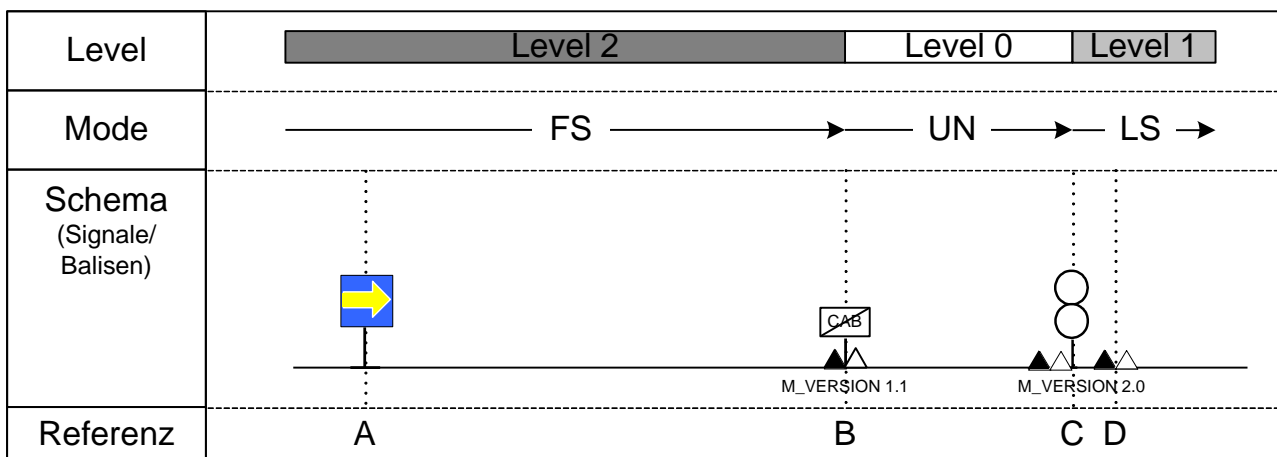 Level
Level 2
Level 0
Level 1
Mode
FS
UN
LS
Schema
(Signale/
Balisen)
CAB
M_VERSION 1.1
M_VERSION 2.0
Referenz
A
B
C
D